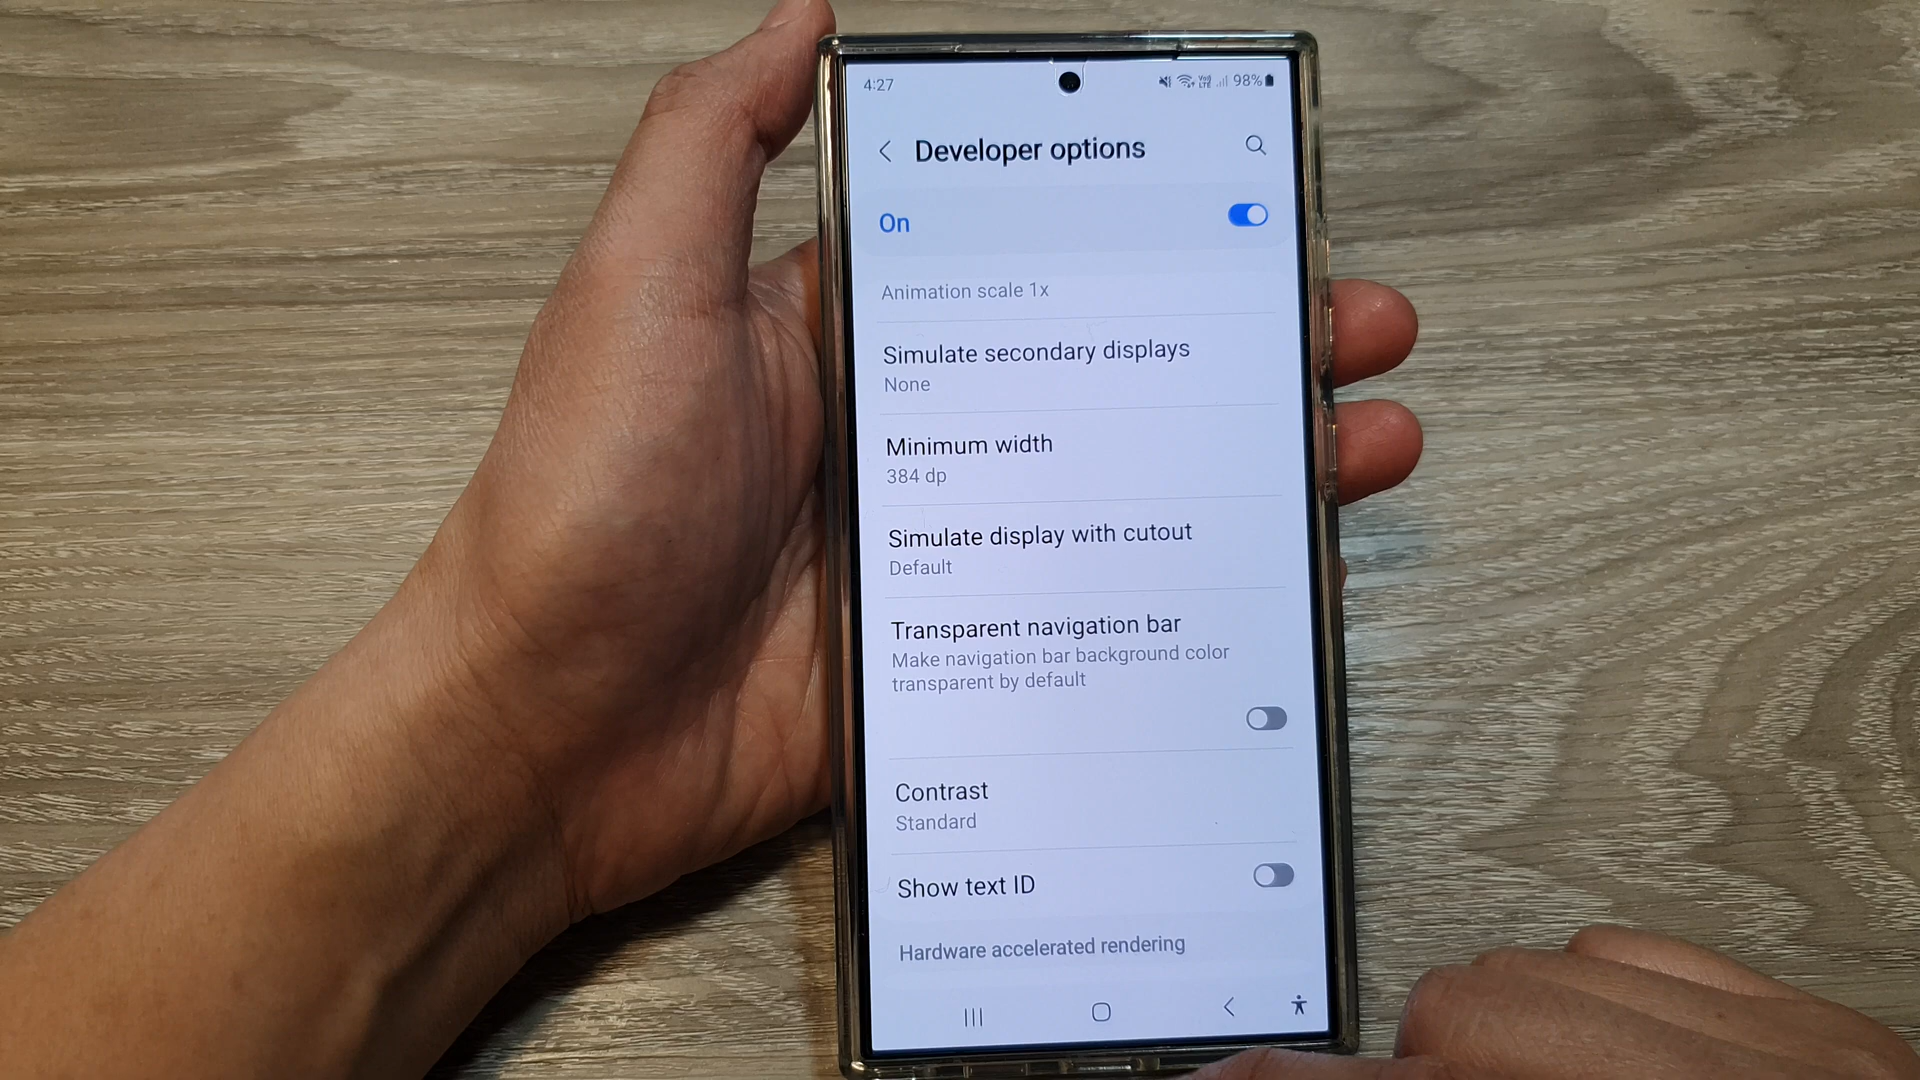 4:27
Vo)) LTE 98%
Developer options
On
Animation scale 1x
Simulate secondary displays
None
Minimum width
384 dp
Simulate display with cutout
Default
Transparent navigation bar
Make navigation bar background color
transparent by default
Contrast
Standard
Show text ID
Hardware accelerated rendering